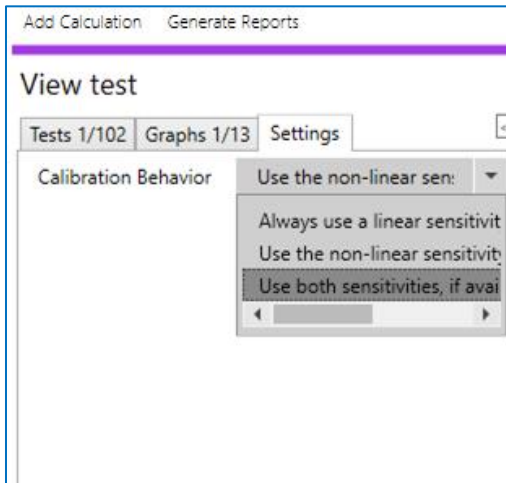 Add Calculation Generate Reports
View test
Tests 1/102 Graphs 1/13 Settings
Calibration Behavior Use the non-linear sen:
Always use a linear sensitivit
Use the non-linear sensitivity
Use both sensitivities, if avai